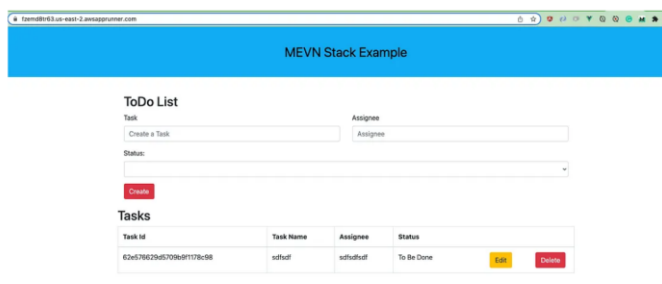 fzemd8tr63.us-east-2.awsapprunner.com
MEVN Stack Example
ToDo List
Task Assignee
Create a Task Assignee
Status:
Create
Tasks
Task Id Task Name Assignee Status
62e576629d5709b9f1178c98 sdfsdf sdfsdfsdf To Be Done Edit Delete